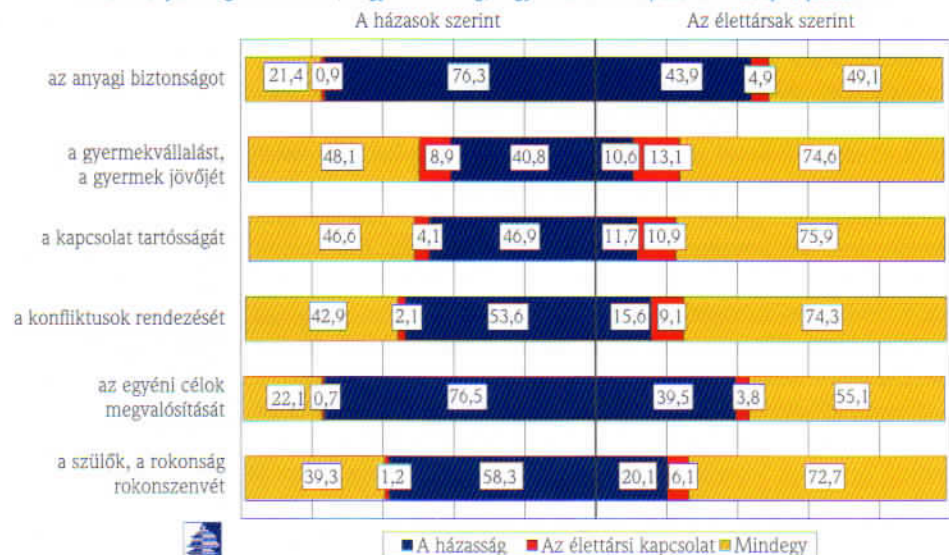 A házasok szerint
Az élettársak szerint
az anyagi biztonságot
21,4 0,9 76,3 43,9 4,9 49,1
a gyermekvállalást,
a gyermek jövőjét
48,1 8,9 40,8 10,6 13,1 74,6
a kapcsolat tartósságát
46,6 4,1 46,9 11,7 10,9 75,9
a konfliktusok rendezését
42,9 2,1 53,6 15,6 9,1 74,3
az egyéni célok
megvalósítását
22,1 0,7 76,5 39,5 3,8 55,1
a szülők, a rokonság
rokonszenvét
39,3 1,2 58,3 20,1 6,1 72,7
A házasság Az élettársi kapcsolat Mindegy